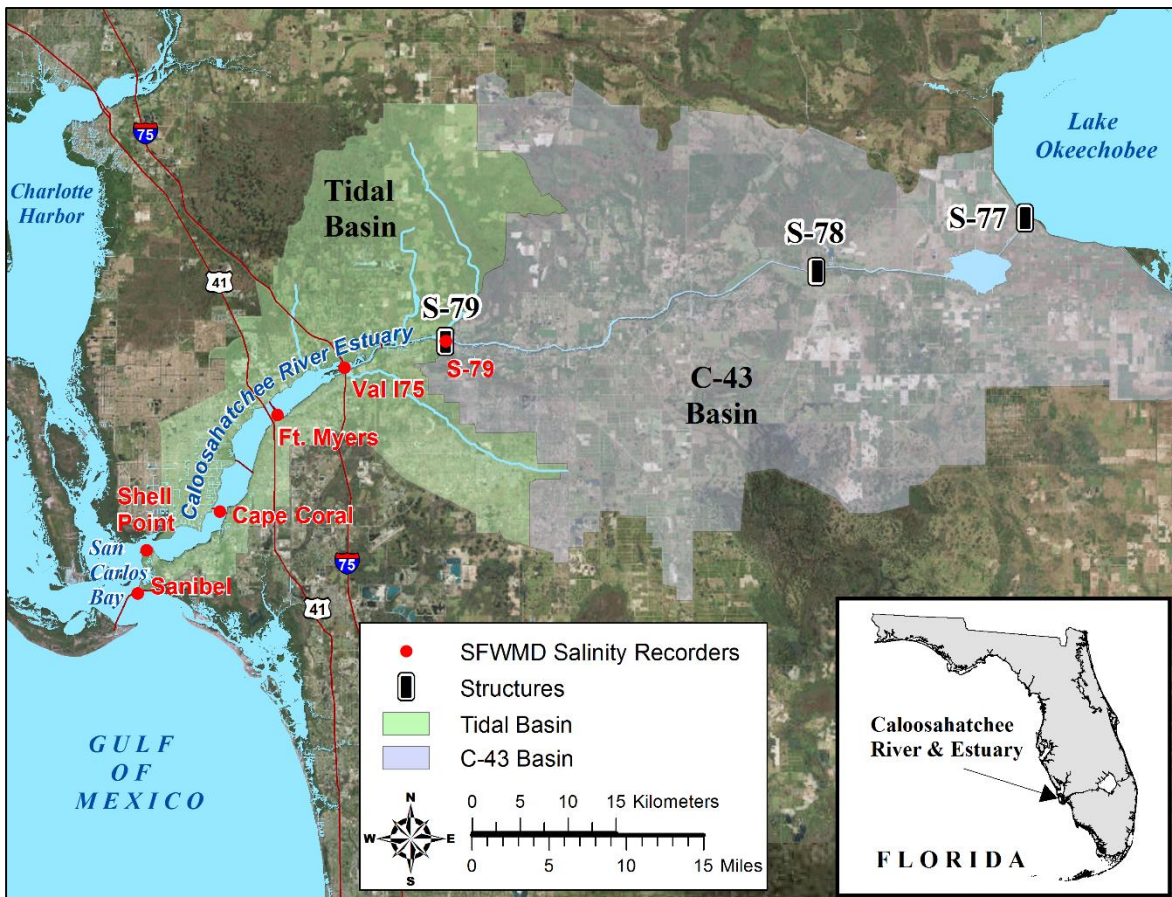 75
Lake
Okeechobee
Charlotte
Harbor
Tidal
Basin
S-77
S-78
41
S-79
S-79
Caloosahatchee River Estuary
Val I75
C-43
Basin
Ft. Myers
Shell
Point
Cape Coral
San
Carlos
Bay
Sanibel
75
41
GULF
OF
MEXICO
SFWMD Salinity Recorders
Structures
Tidal Basin
C-43 Basin
N
W
E
S
0 5 10 15 Kilometers
0 5 10 15 Miles
Caloosahatchee
River & Estuary
FLORIDA